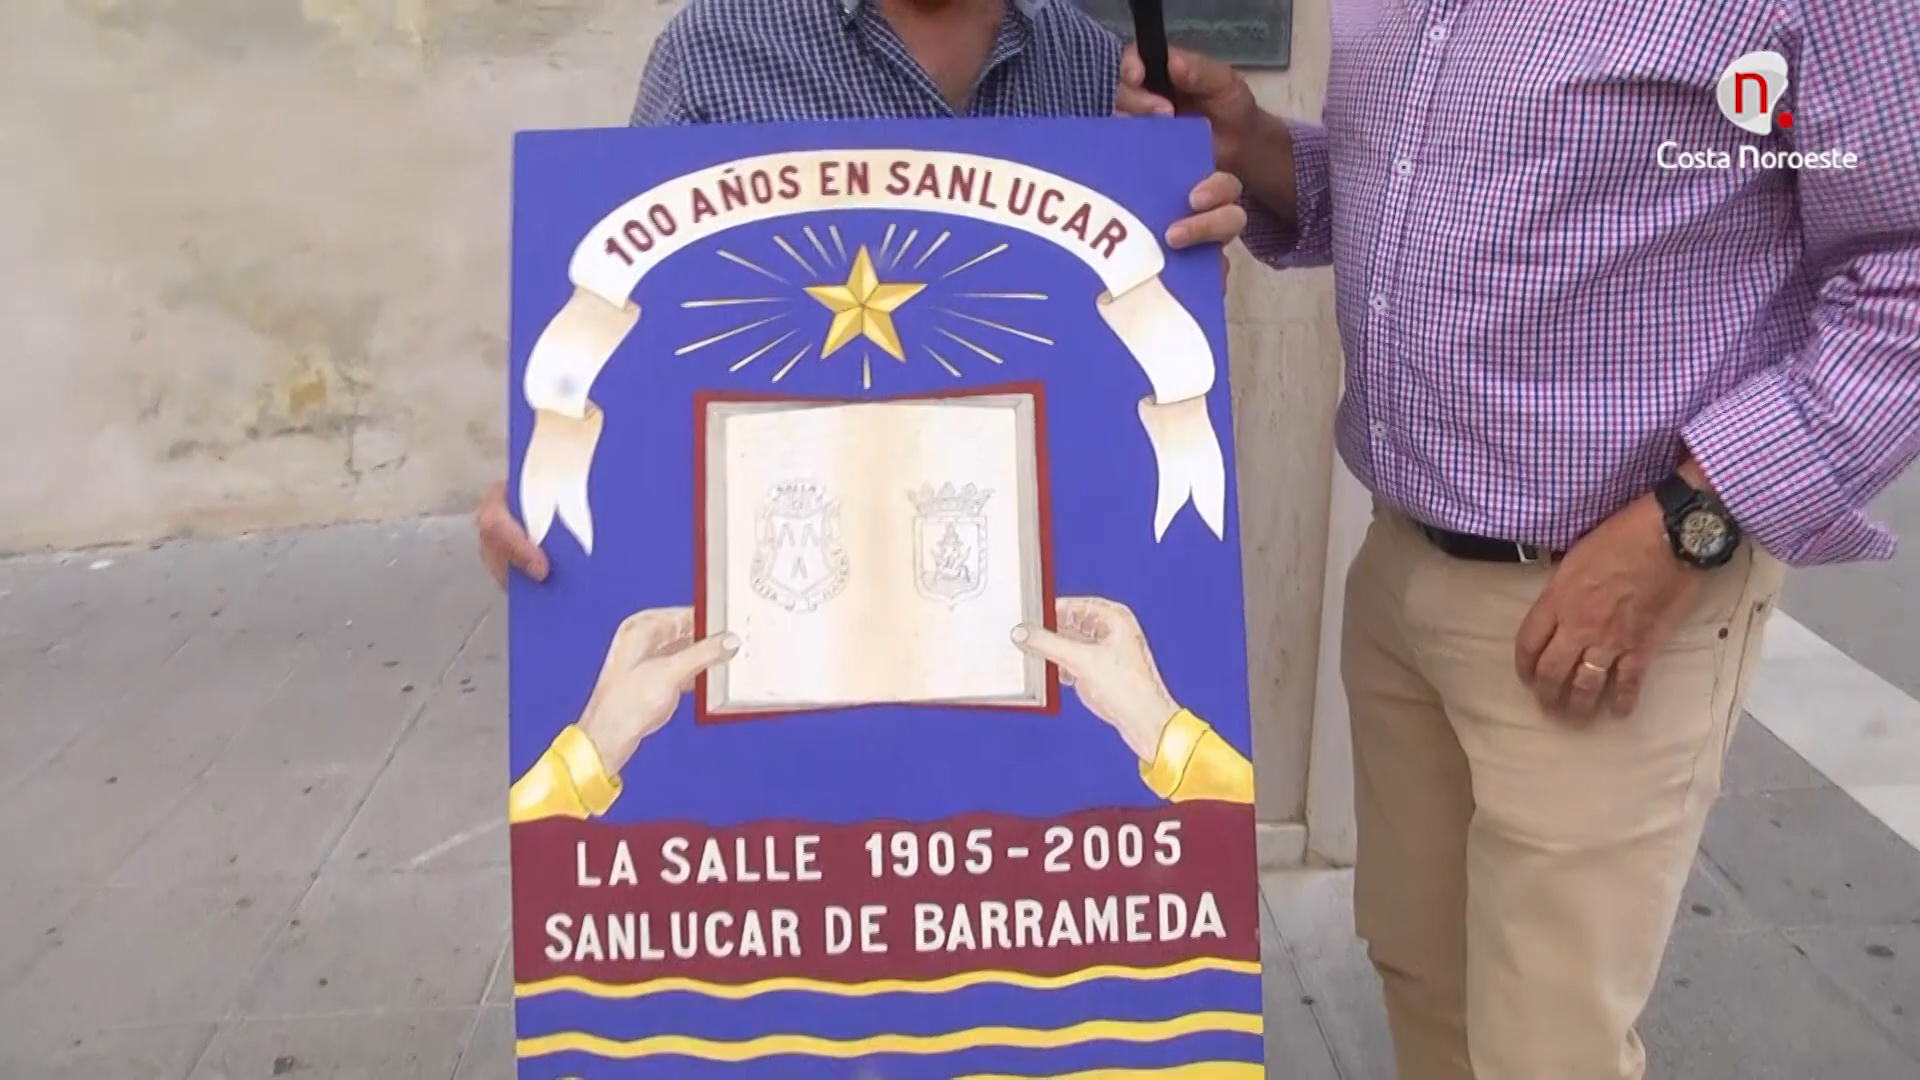 n.
Costa Noroeste
100 AÑOS EN SANLUCAR
LA SALLE 1905-2005
SANLUCAR DE BARRAMEDA